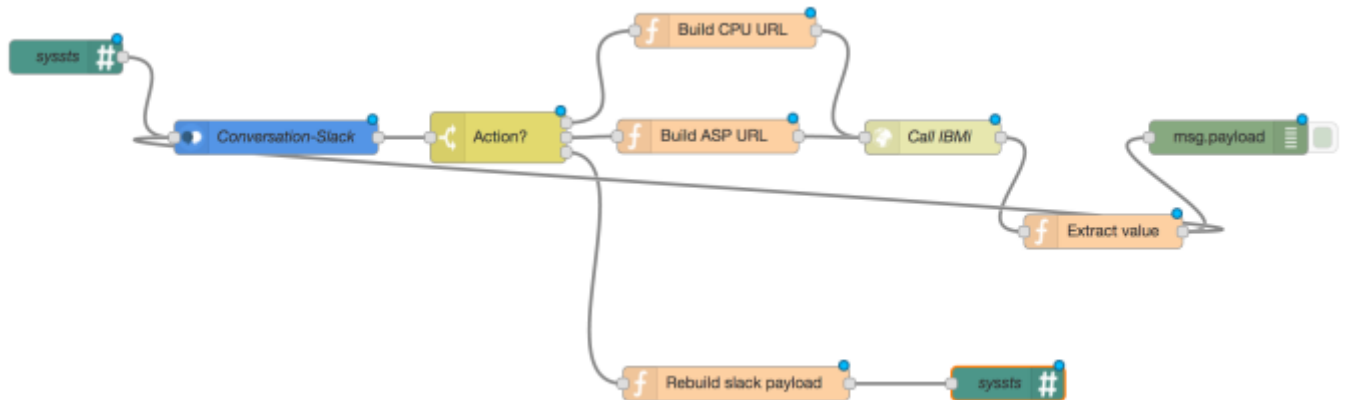 Build CPU URL
syssts #
Conversation-Slack
Action?
Build ASP URL
Call IBMi
msg.payload
Extract value
Rebuild slack payload
syssts #